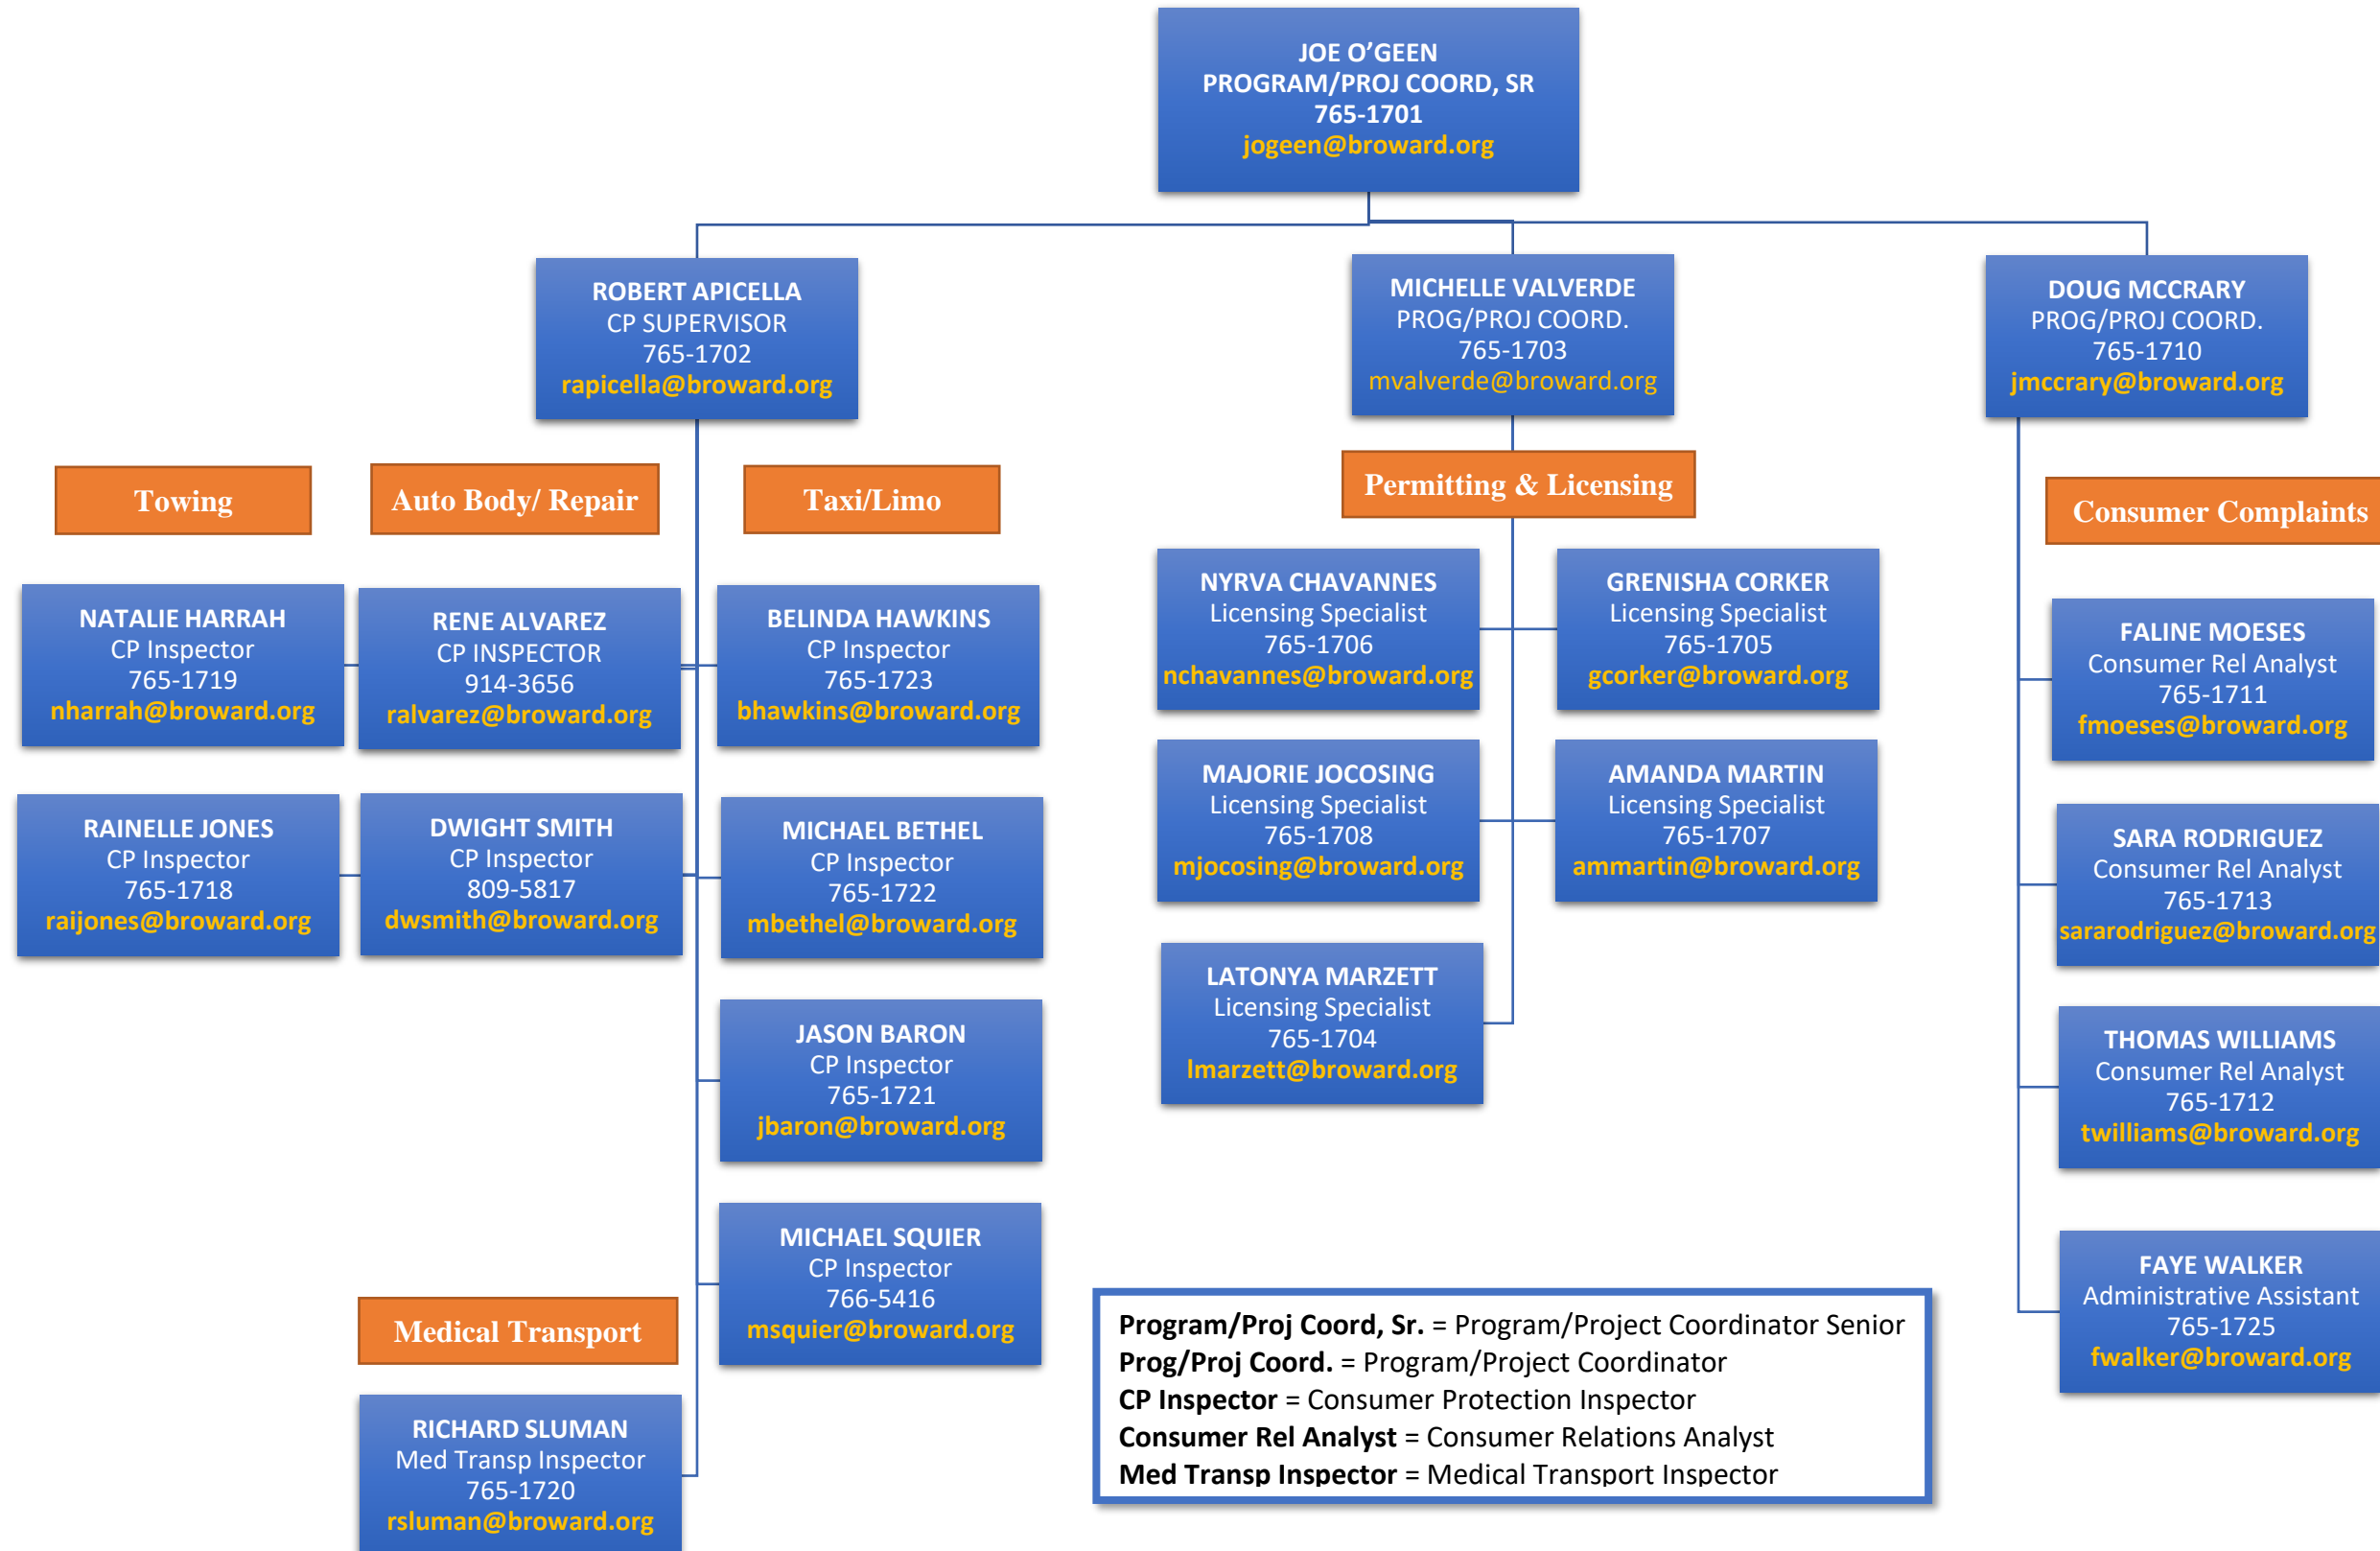 JOE O’GEEN
PROGRAM/PROJ COORD, SR
765-1701
jogeen@broward.org
ROBERT APICELLA
CP SUPERVISOR
765-1702
rapicella@broward.org
MICHELLE VALVERDE
PROG/PROJ COORD.
765-1703
mvalverde@broward.org
DOUG MCCRARY
PROG/PROJ COORD.
765-1710
jmccrary@broward.org
Towing
NATALIE HARRAH
CP Inspector
765-1719
nharrah@broward.org
RAINELLE JONES
CP Inspector
765-1718
raijones@broward.org
Auto Body/ Repair
RENE ALVAREZ
CP INSPECTOR
914-3656
ralvarez@broward.org
DWIGHT SMITH
CP Inspector
809-5817
dwsmith@broward.org
Taxi/Limo
BELINDA HAWKINS
CP Inspector
765-1723
bhawkins@broward.org
MICHAEL BETHEL
CP Inspector
765-1722
mbethel@broward.org
JASON BARON
CP Inspector
765-1721
jbaron@broward.org
MICHAEL SQUIER
CP Inspector
766-5416
msquier@broward.org
Medical Transport
RICHARD SLUMAN
Med Transp Inspector
765-1720
rsluman@broward.org
Permitting & Licensing
NYRVA CHAVANNES
Licensing Specialist
765-1706
nchavannes@broward.org
GRENISHA CORKER
Licensing Specialist
765-1705
gcorker@broward.org
MAJORIE JOCOSING
Licensing Specialist
765-1708
mjocosing@broward.org
AMANDA MARTIN
Licensing Specialist
765-1707
ammartin@broward.org
LATONYA MARZETT
Licensing Specialist
765-1704
lmarzett@broward.org
Consumer Complaints
FALINE MOESES
Consumer Rel Analyst
765-1711
fmoeses@broward.org
SARA RODRIGUEZ
Consumer Rel Analyst
765-1713
sararodriguez@broward.org
THOMAS WILLIAMS
Consumer Rel Analyst
765-1712
twilliams@broward.org
FAYE WALKER
Administrative Assistant
765-1725
fwalker@broward.org
Program/Proj Coord, Sr. = Program/Project Coordinator Senior
Prog/Proj Coord. = Program/Project Coordinator
CP Inspector = Consumer Protection Inspector
Consumer Rel Analyst = Consumer Relations Analyst
Med Transp Inspector = Medical Transport Inspector